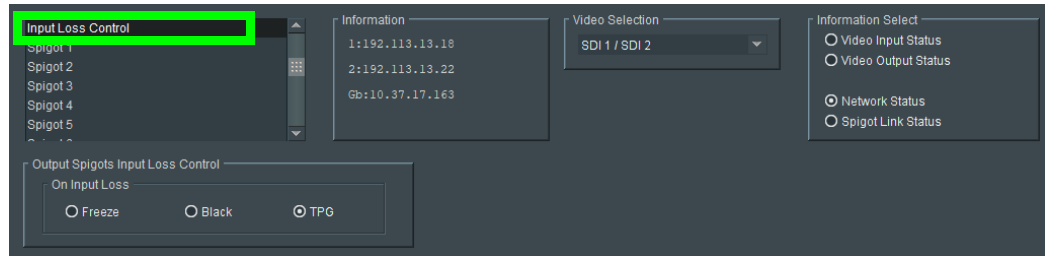 Input Loss Control
Spigot 1
Spigot 2
Spigot 3
Spigot 4
Spigot 5
Information
1:192.113.13.18
2:192.113.13.22
Gb:10.37.17.163
Video Selection
SDI 1 / SDI 2
Information Select
Video Input Status
Video Output Status
Network Status
Spigot Link Status
Output Spigots Input Loss Control
On Input Loss
Freeze
Black
TPG